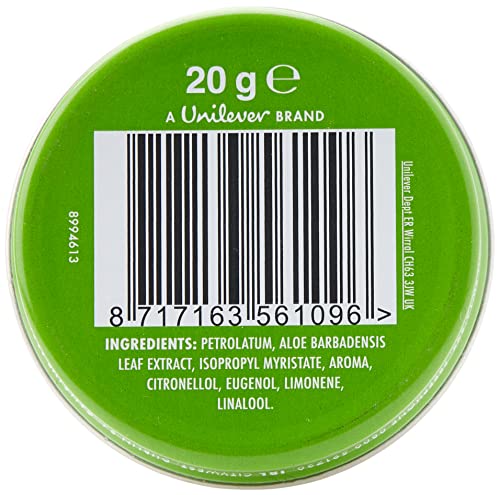 20 g ℮
A Unilever BRAND
8 717163 561096 >
INGREDIENTS: PETROLATUM, ALOE BARBADENSIS
LEAF EXTRACT, ISOPROPYL MYRISTATE, AROMA,
CITRONELLOL, EUGENOL, LIMONENE,
LINALOOL.
8994613
Unilever Dept ER Wirral CH63 3JW UK